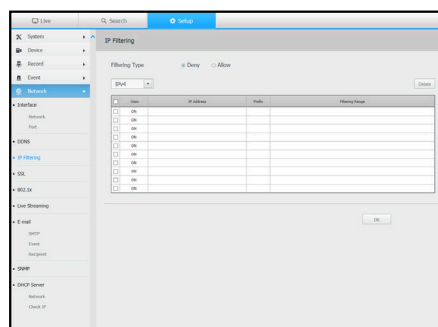 Live
Search
Setup
System
Device
Record
Event
Network
• Interface
Network
Port
• DDNS
• IP Filtering
• SSL
• 802.1x
• Live Streaming
• E-mail
SMTP
Event
Recipient
• SNMP
• DHCP Server
Network
Check IP
IP Filtering
Filtering Type
Deny
Allow
IPv4
Delete
Uses
IP Address
Prefix
Filtering Range
ON
ON
ON
ON
ON
ON
ON
ON
ON
ON
OK